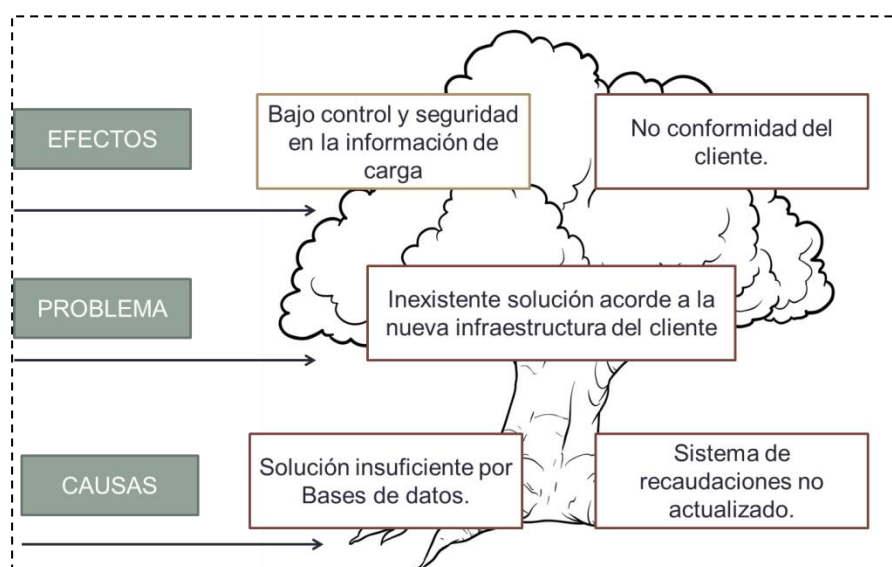 EFECTOS
Bajo control y seguridad
en la información de
carga
No conformidad del
cliente.
PROBLEMA
Inexistente solución acorde a la
nueva infraestructura del cliente
CAUSAS
Solución insuficiente por
Bases de datos.
Sistema de
recaudaciones no
actualizado.